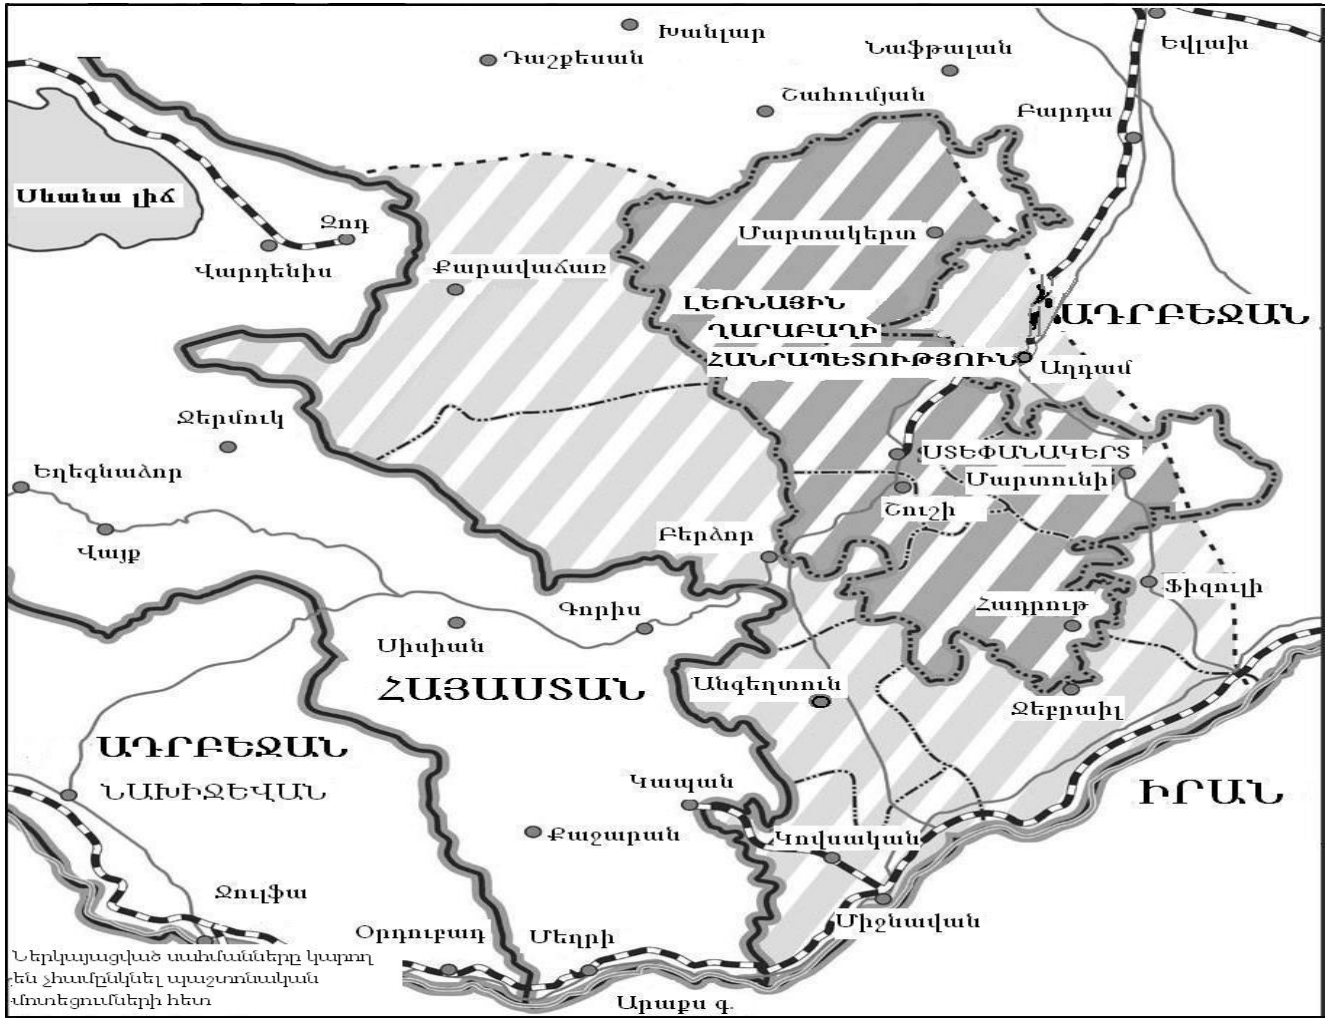 Խանլար
Եվլախ
Դաշքեսան
Նաֆթալան
Շահումյան
Բարդա
Սևանա լիճ
Զոդ
Մարտակերտ
Վարդենիս
Քարավաճառ
ԼԵՌՆԱՅԻՆ
ՂԱՐԱԲԱՂԻ
ՀԱՆՐԱՊԵՏՈՒԹՅՈՒՆ
ԱԴՐԲԵՋԱՆ
Աղդամ
Ջերմուկ
ՍՏԵՓԱՆԱԿԵՐՏ
Եղեգնաձոր
Մարտունի
Շուշի
Վայք
Բերձոր
Ֆիզուլի
Գորիս
Հադրութ
Սիսիան
ՀԱՅԱՍՏԱՆ
Անգեղտուն
Ջեբրաիլ
ԱԴՐԲԵՋԱՆ
ՆԱԽԻՋԵՎԱՆ
Կապան
ԻՐԱՆ
Քաջարան
Կովսական
Ջուլֆա
Միջնավան
Օրդուբադ
Մեղրի
Արաքս գ.
Ներկայացված սահմանները կարող
են չհամընկնել պաշտոնական
մոտեցումների հետ